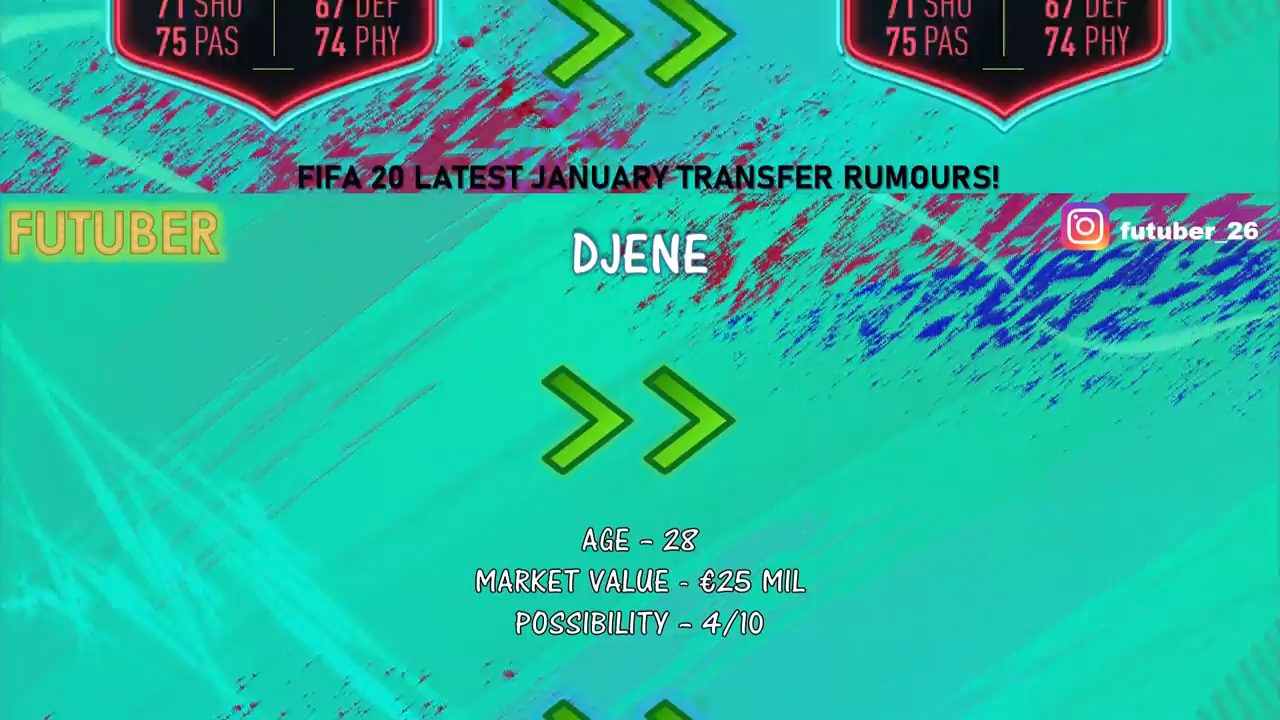 71 SHO 67 DEF
75 PAS 74 PHY
71 SHO 67 DEF
75 PAS 74 PHY
FIFA 20 LATEST JANUARY TRANSFER RUMOURS!
FUTUBER
futuber_26
DJENE
AGE - 28
MARKET VALUE - €25 MIL
POSSIBILITY - 4/10